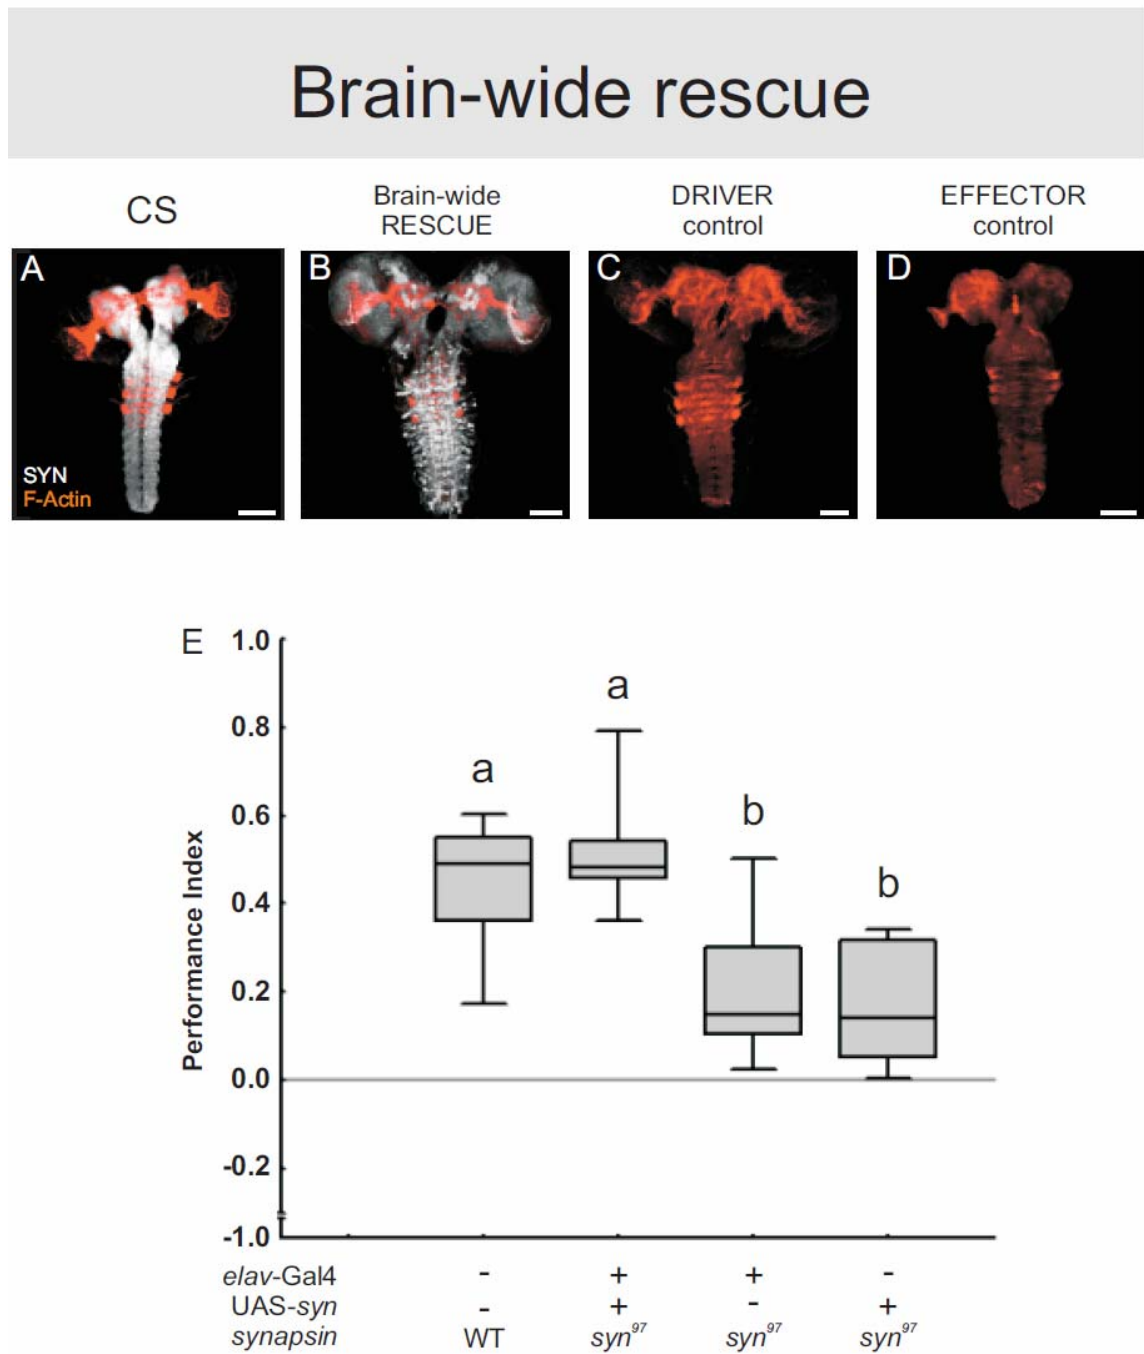 Brain-wide rescue
CS
Brain-wide
RESCUE
DRIVER
control
EFFECTOR
control
A
B
C
D
SYN
F-Actin
E
1.0
0.8
0.6
0.4
0.2
0.0
-0.2
-1.0
Performance Index
a
a
b
b
elav-Gal4 - + + -
UAS-syn - + - +
synapsin WT syn97 syn97 syn97